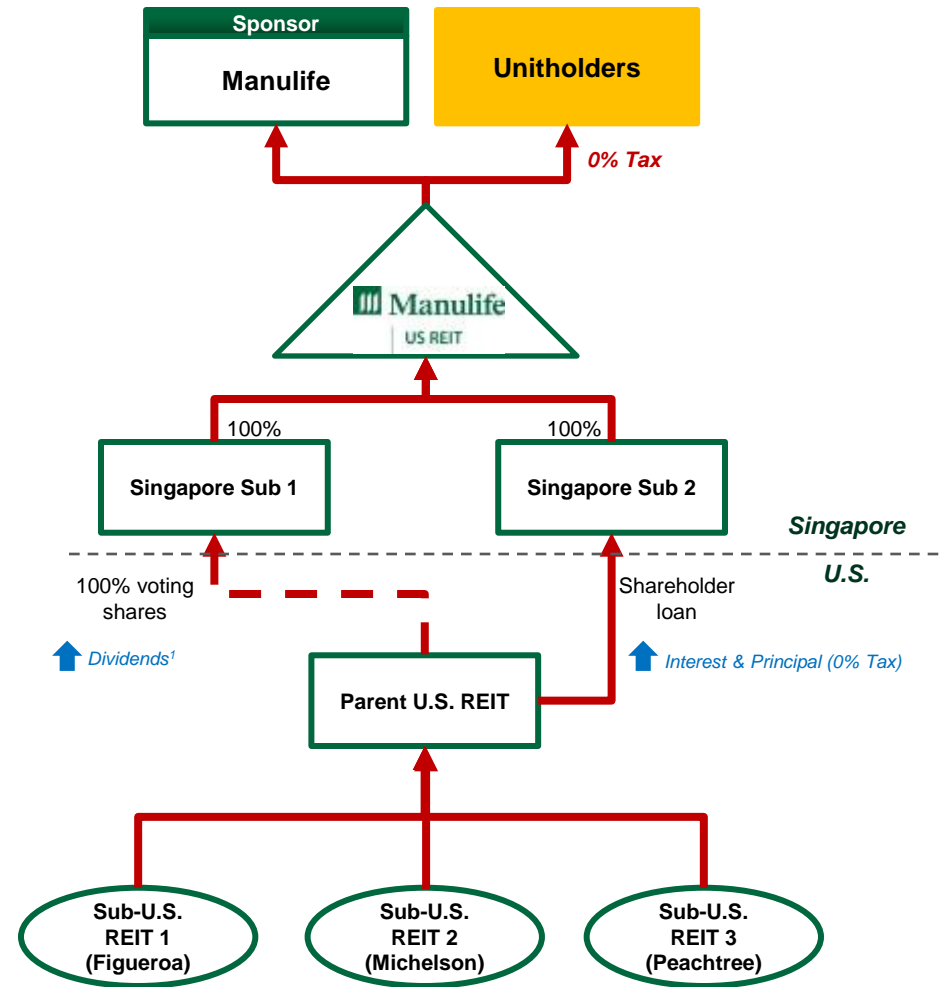 Sponsor
Manulife
Unitholders
0% Tax
Manulife
US REIT
100%
100%
Singapore Sub 1
Singapore Sub 2
Singapore
U.S.
100% voting
shares
Shareholder
loan
Dividends¹
Interest & Principal (0% Tax)
Parent U.S. REIT
Sub-U.S.
REIT 1
(Figueroa)
Sub-U.S.
REIT 2
(Michelson)
Sub-U.S.
REIT 3
(Peachtree)